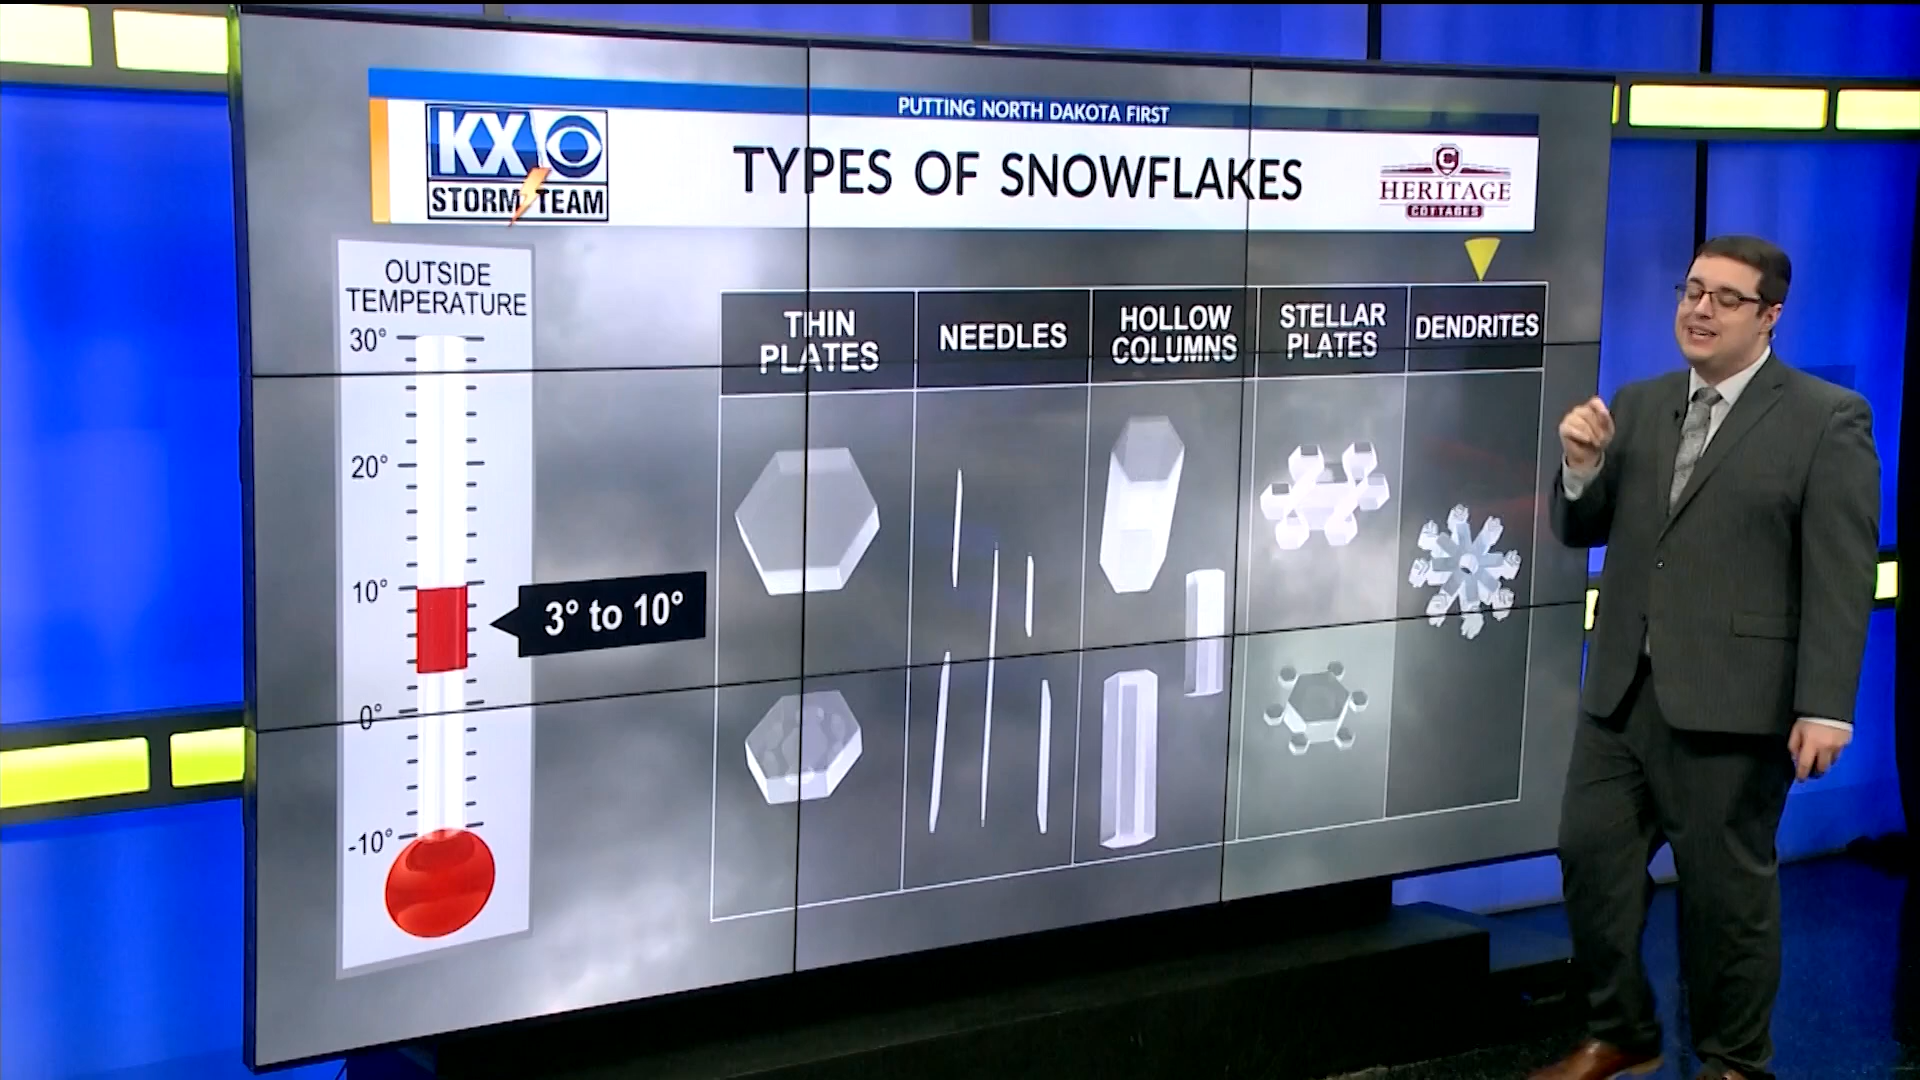 PUTTING NORTH DAKOTA FIRST
KX
STORM TEAM
TYPES OF SNOWFLAKES
HERITAGE
COTTAGES
OUTSIDE
TEMPERATURE
30°
20°
10°
0°
-10°
3° to 10°
THIN
PLATES
NEEDLES
HOLLOW
COLUMNS
STELLAR
PLATES
DENDRITES